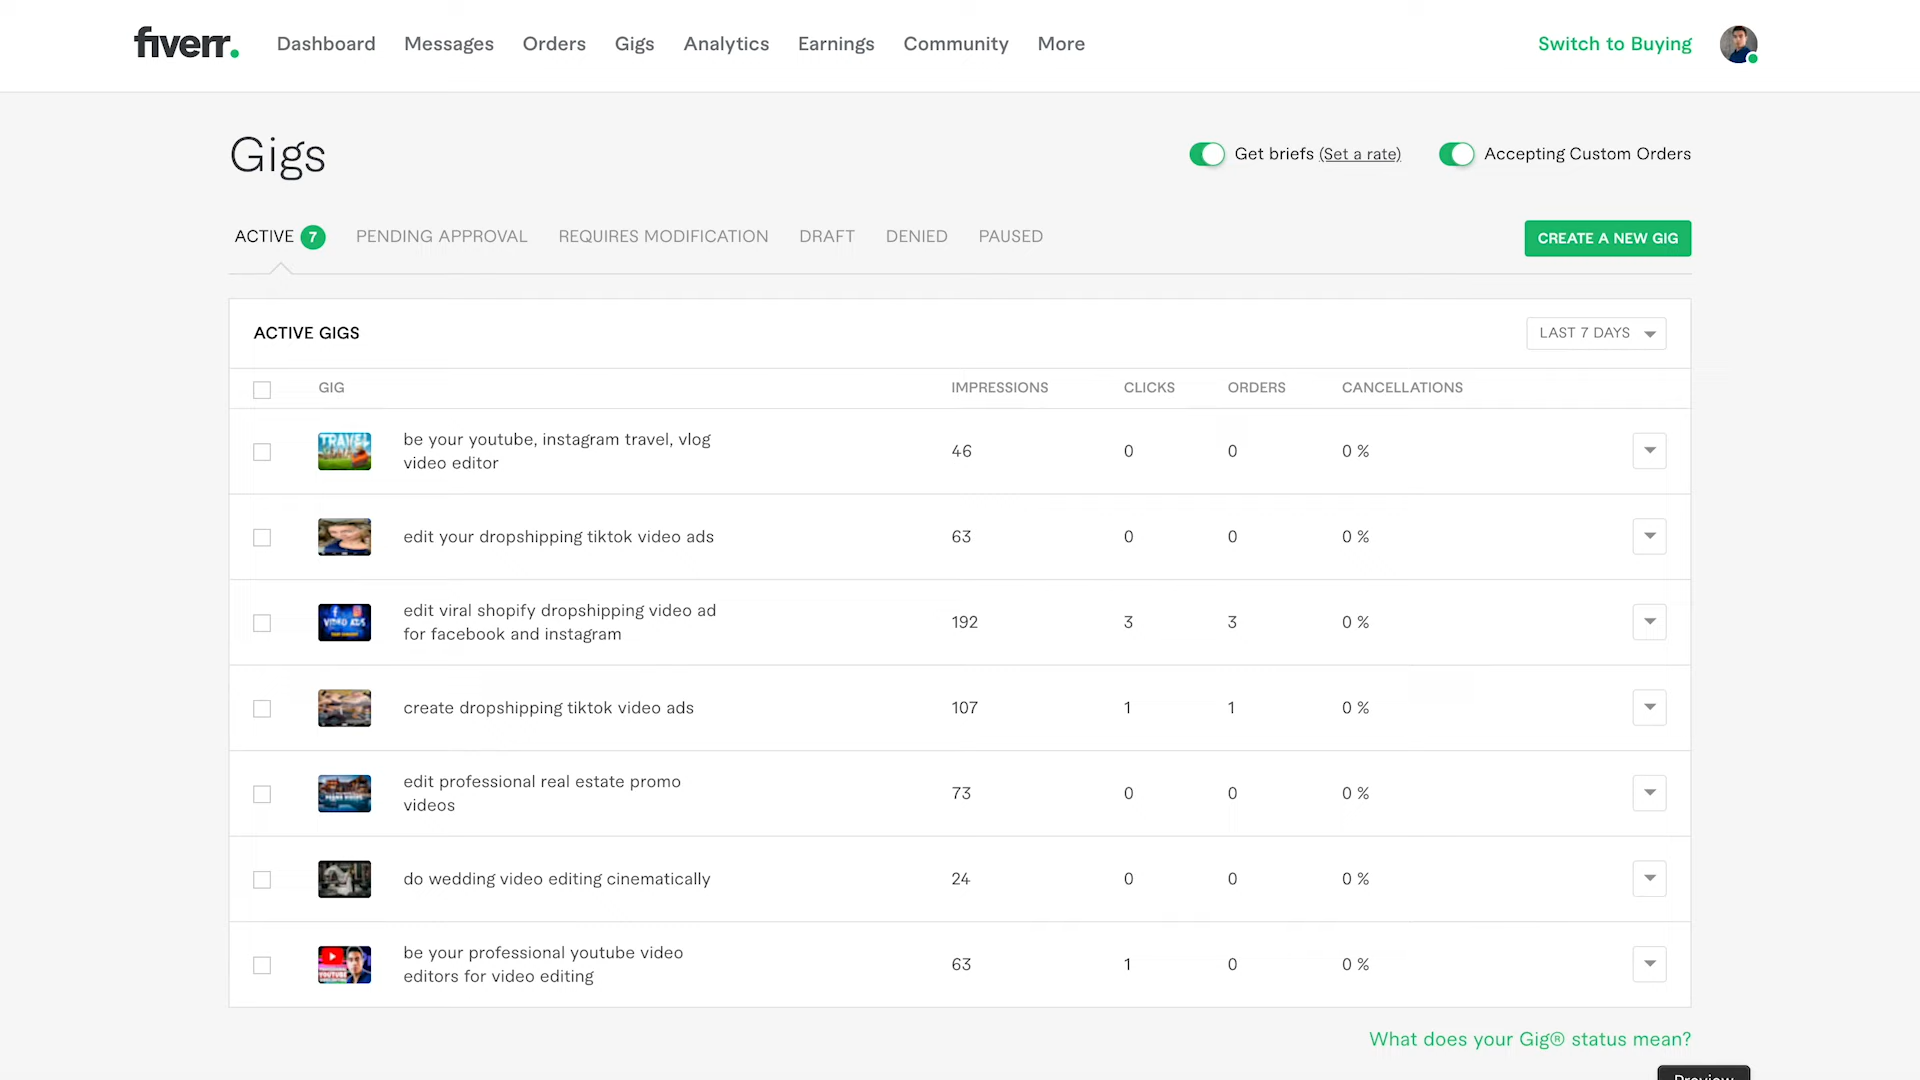 fiverr.
Dashboard Messages Orders Gigs Analytics Earnings Community More
Switch to Buying
Gigs
Get briefs (Set a rate) Accepting Custom Orders
ACTIVE 7 PENDING APPROVAL REQUIRES MODIFICATION DRAFT DENIED PAUSED
CREATE A NEW GIG
ACTIVE GIGS
LAST 7 DAYS
GIG IMPRESSIONS CLICKS ORDERS CANCELLATIONS
TRAVEL
be your youtube, instagram travel, vlog
video editor
46 0 0 0 %
edit your dropshipping tiktok video ads
63 0 0 0 %
VIDEO ADS
edit viral shopify dropshipping video ad
for facebook and instagram
192 3 3 0 %
create dropshipping tiktok video ads
107 1 1 0 %
edit professional real estate promo
videos
73 0 0 0 %
do wedding video editing cinematically
24 0 0 0 %
YOUTUBE
be your professional youtube video
editors for video editing
63 1 0 0 %
What does your Gig® status mean?
Preview